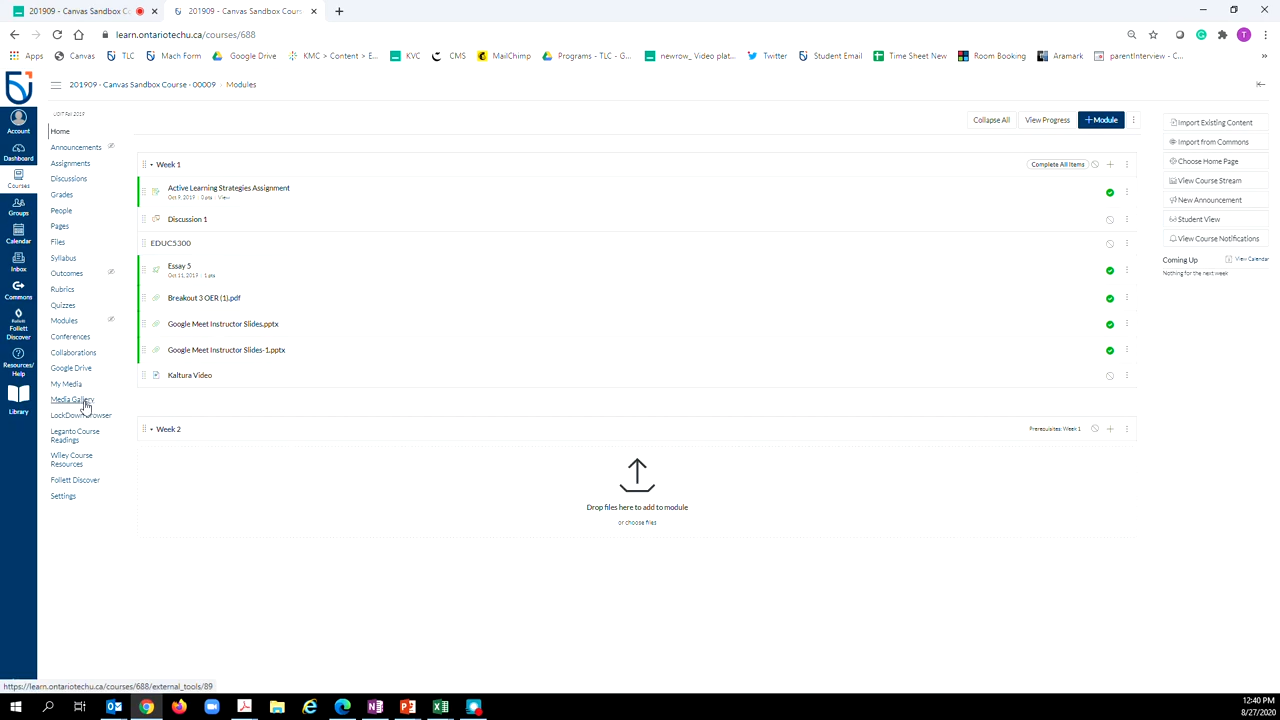 201909 - Canvas Sandbox Co
201909 - Canvas Sandbox Cours
learn.ontariotechu.ca/courses/688
Apps
Canvas
TLC
Mach Form
Google Drive
KMC > Content > E...
KVC
CMS
MailChimp
Programs - TLC - G...
newrow_ Video plat...
Twitter
Student Email
Time Sheet New
Room Booking
Aramark
parentInterview - C...
201909 - Canvas Sandbox Course - 00009 › Modules
Account
Dashboard
Courses
Groups
Calendar
Inbox
Commons
Follett
Follett
Discover
Resources/
Help
Library
UOIT Fall 2019
Home
Announcements
Assignments
Discussions
Grades
People
Pages
Files
Syllabus
Outcomes
Rubrics
Quizzes
Modules
Conferences
Collaborations
Google Drive
My Media
Media Gallery
LockDown Browser
Leganto Course
Readings
Wiley Course
Resources
Follett Discover
Settings
Collapse All
View Progress
+ Module
Week 1
Complete All Items
Active Learning Strategies Assignment
Oct 9, 2019 | 0 pts | View
Discussion 1
EDUC5300
Essay 5
Oct 11, 2019 | 1 pts
Breakout 3 OER (1).pdf
Google Meet Instructor Slides.pptx
Google Meet Instructor Slides-1.pptx
Kaltura Video
Week 2
Prerequisites: Week 1
Drop files here to add to module
or choose files
Import Existing Content
Import from Commons
Choose Home Page
View Course Stream
New Announcement
Student View
View Course Notifications
Coming Up
View Calendar
Nothing for the next week
https://learn.ontariotechu.ca/courses/688/external_tools/89
12:40 PM
8/27/2020